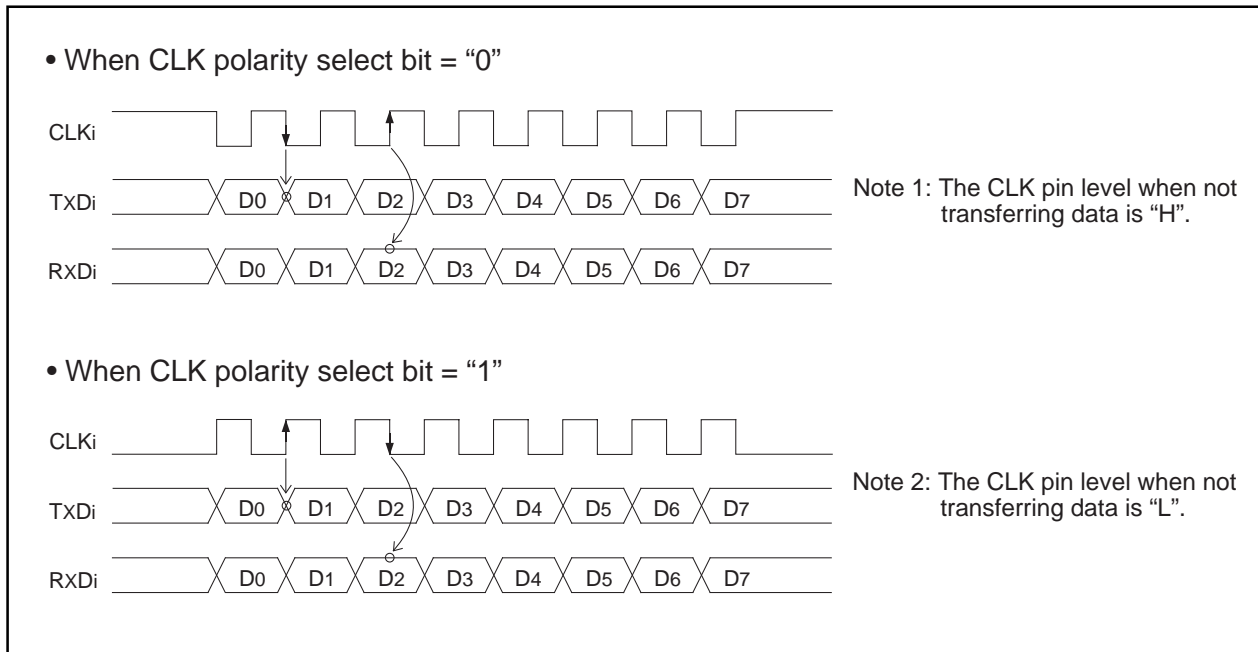 • When CLK polarity select bit = “0”
CLKi
TXDi D0 D1 D2 D3 D4 D5 D6 D7
RXDi D0 D1 D2 D3 D4 D5 D6 D7
Note 1: The CLK pin level when not
transferring data is “H”.
• When CLK polarity select bit = “1”
CLKi
TXDi D0 D1 D2 D3 D4 D5 D6 D7
RXDi D0 D1 D2 D3 D4 D5 D6 D7
Note 2: The CLK pin level when not
transferring data is “L”.